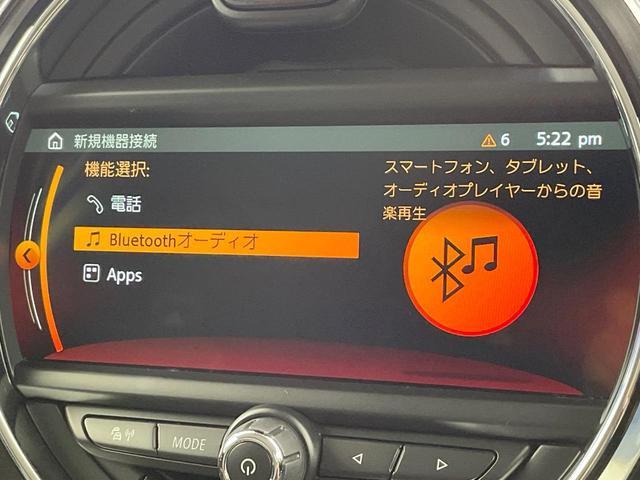 新規機器接続
6 5:22 pm
機能選択:
電話
Bluetoothオーディオ
Apps
スマートフォン、タブレット、
オーディオプレイヤーからの音
楽再生
MODE